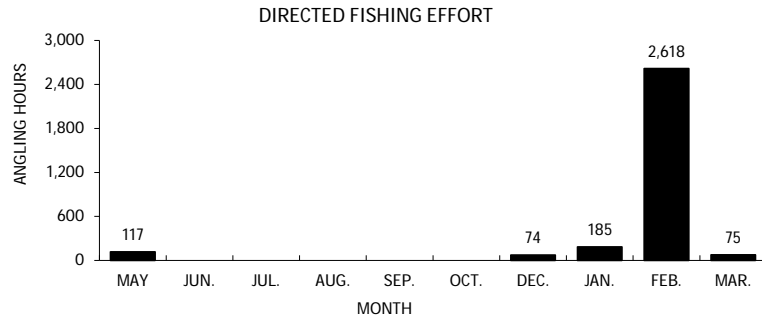 DIRECTED FISHING EFFORT
3,000
2,400
1,800
1,200
600
0
ANGLING HOURS
117
74
185
2,618
75
MAY JUN. JUL. AUG. SEP. OCT. DEC. JAN. FEB. MAR.
MONTH